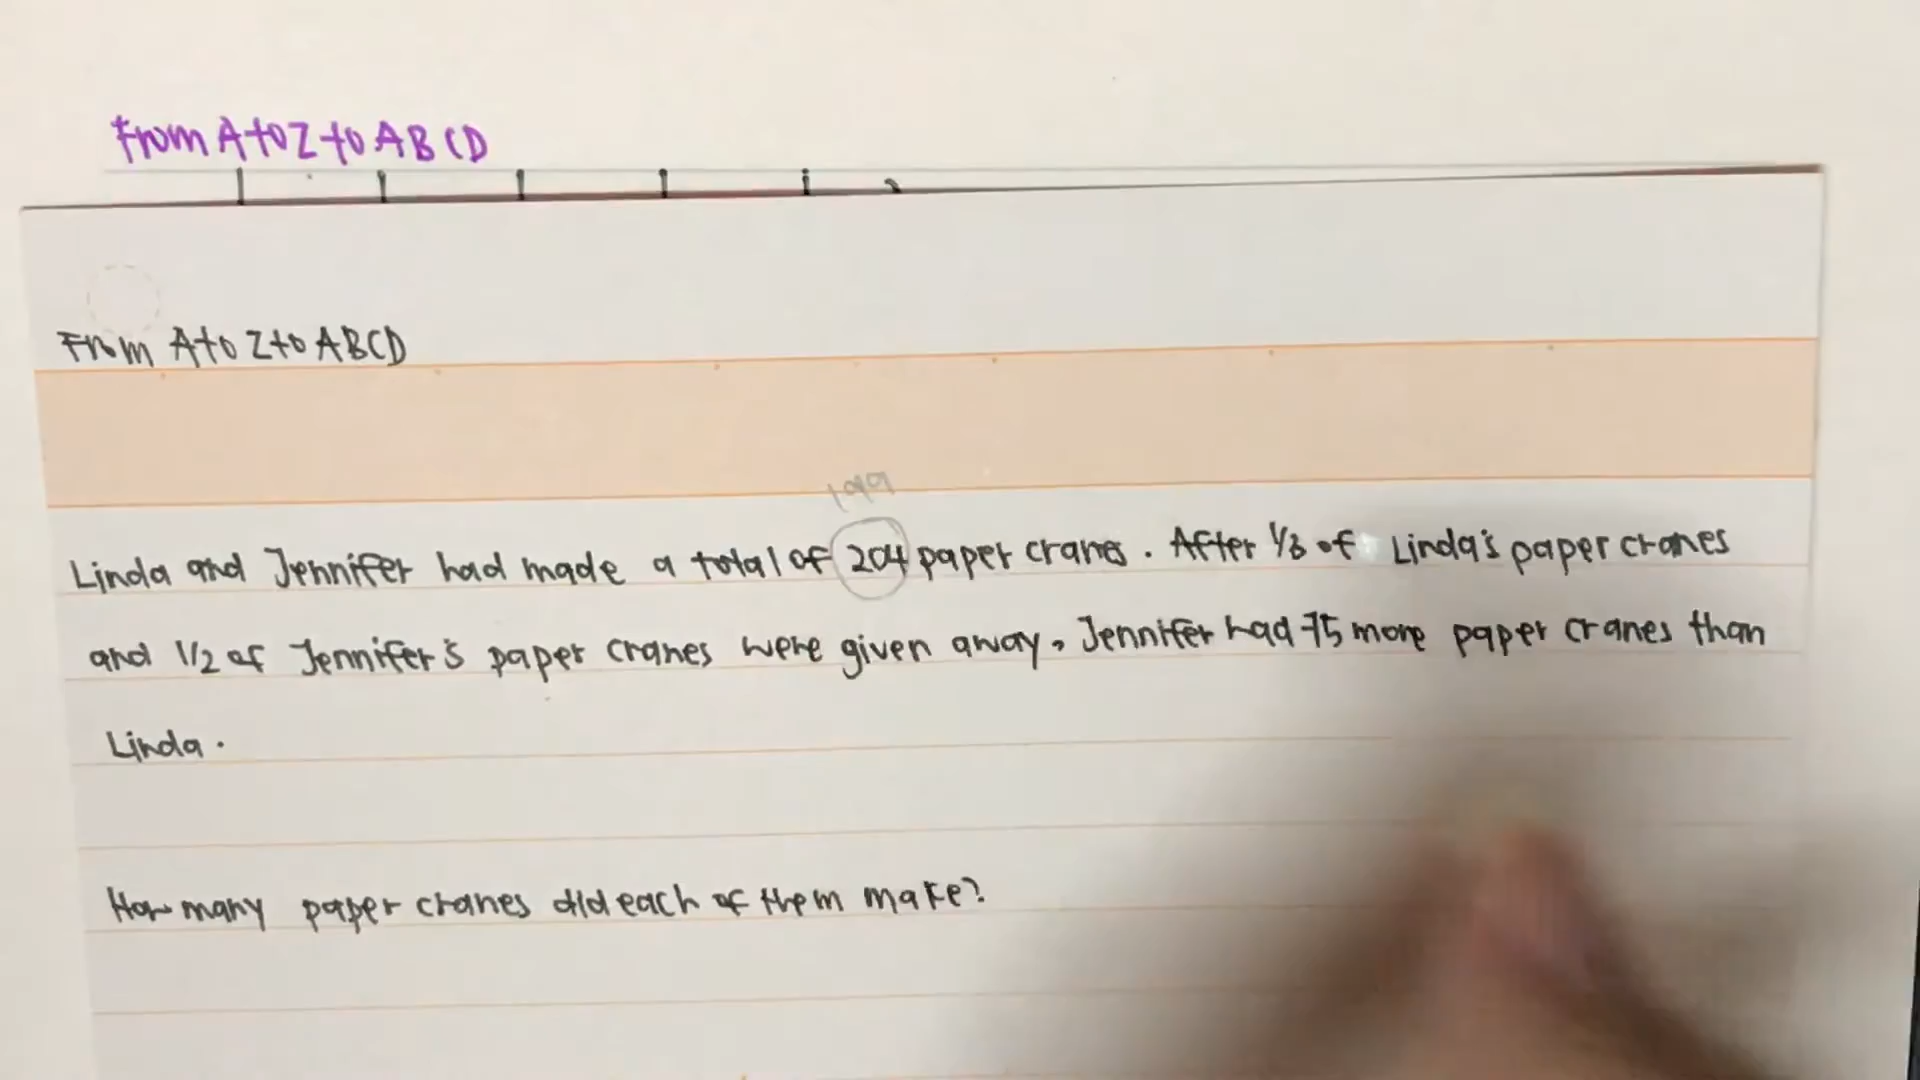 From A to Z to ABCD
From A to Z to ABCD
199
Linda and Jennifer had made a total of 204 paper cranes. After 1/3 of Linda's paper cranes
and 1/2 of Jennifer's paper cranes were given away, Jennifer had 75 more paper cranes than
Linda.
How many paper cranes did each of them make?